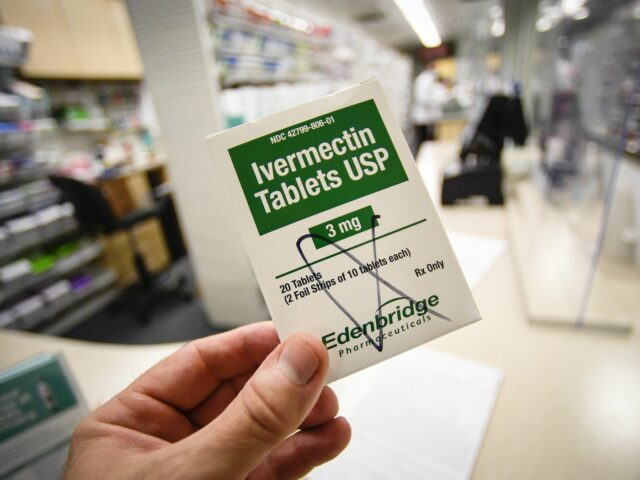 NDC 42799-806-01
Ivermectin
Tablets USP
3 mg
20 Tablets
(2 Foil Strips of 10 tablets each)
Rx Only
Edenbridge
Pharmaceuticals